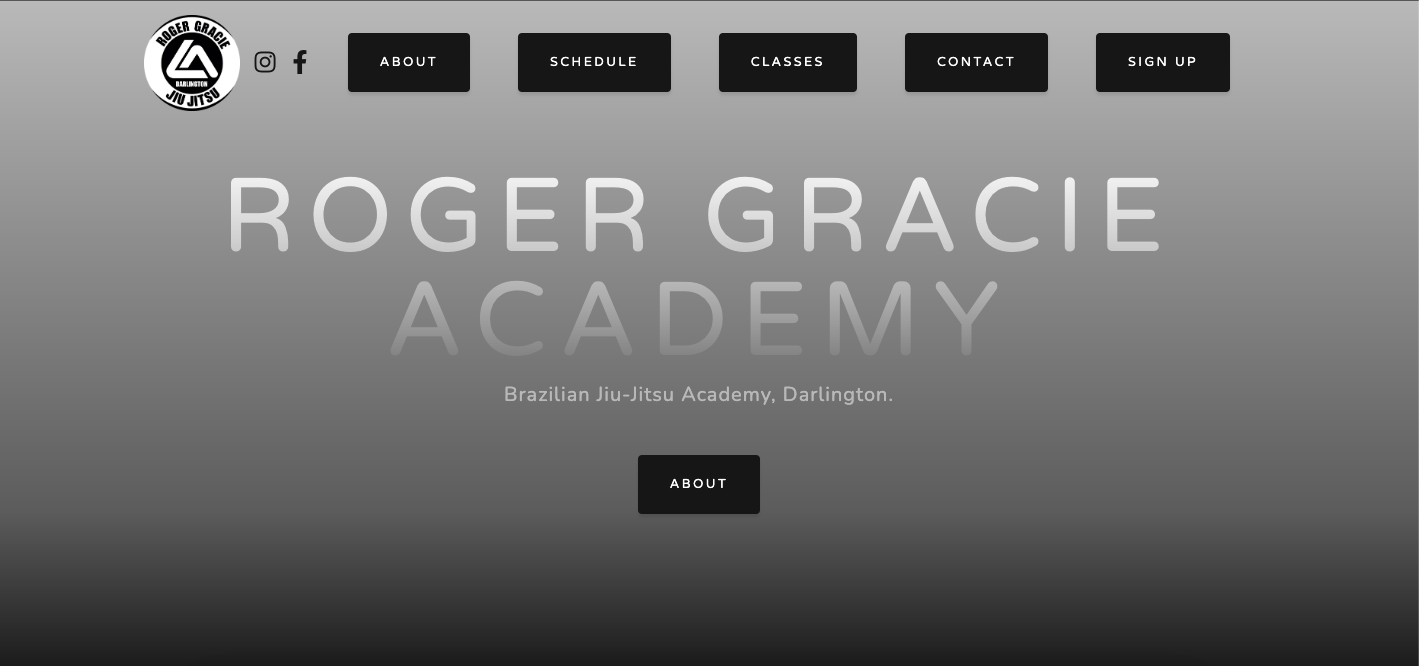 ROGER GRACIE
DARLINGTON
JIU JITSU
ABOUT
SCHEDULE
CLASSES
CONTACT
SIGN UP
ROGER GRACIE
ACADEMY
Brazilian Jiu-Jitsu Academy, Darlington.
ABOUT